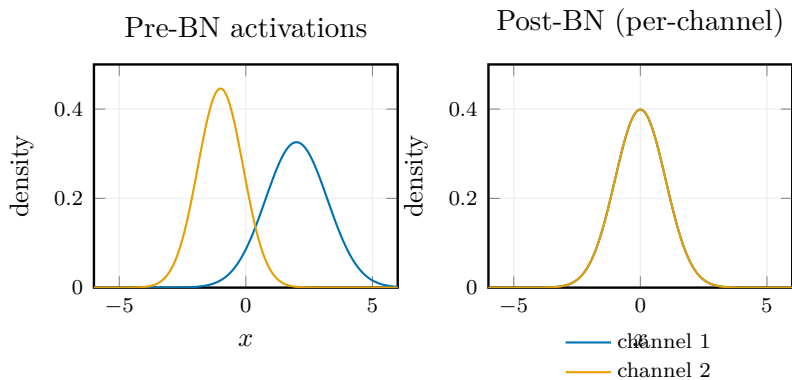 Pre-BN activations
density
0.4
0.2
0
−5
0
5
x
Post-BN (per-channel)
density
0.4
0.2
0
−5
0
5
x
channel 1
channel 2